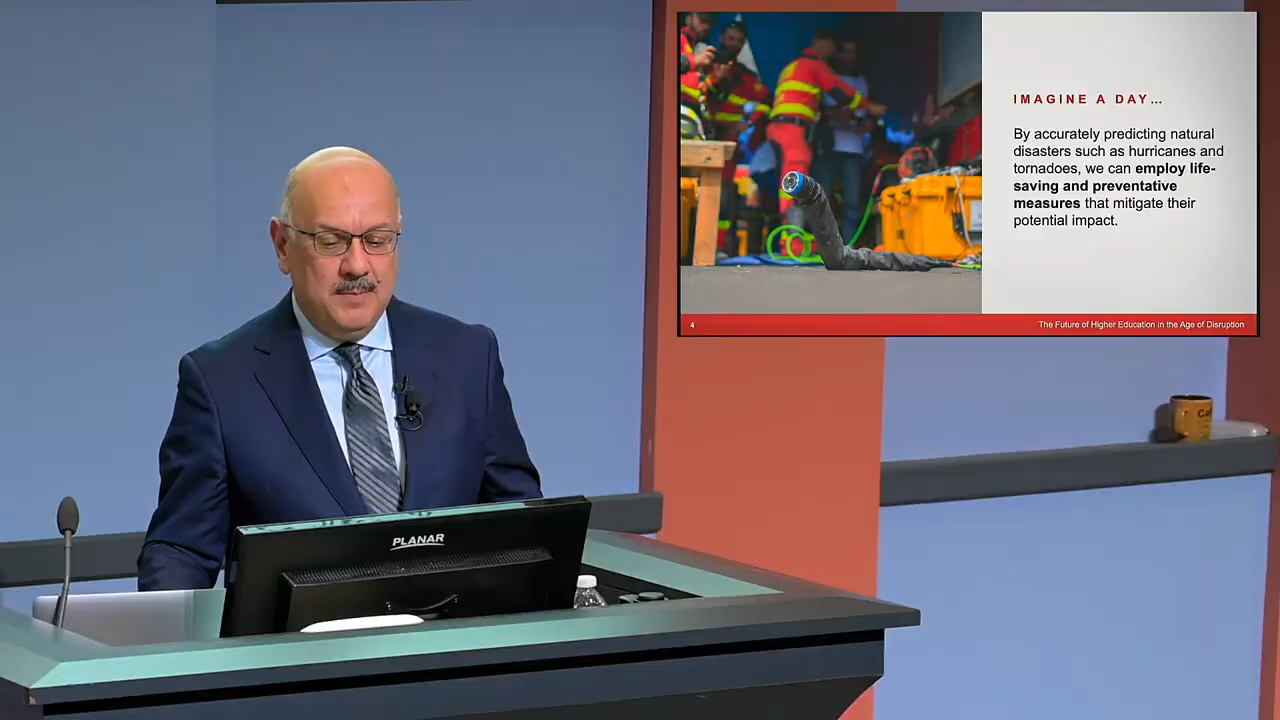 IMAGINE A DAY...
By accurately predicting natural
disasters such as hurricanes and
tornadoes, we can employ life-
saving and preventative
measures that mitigate their
potential impact.
4
The Future of Higher Education in the Age of Disruption
PLANAR